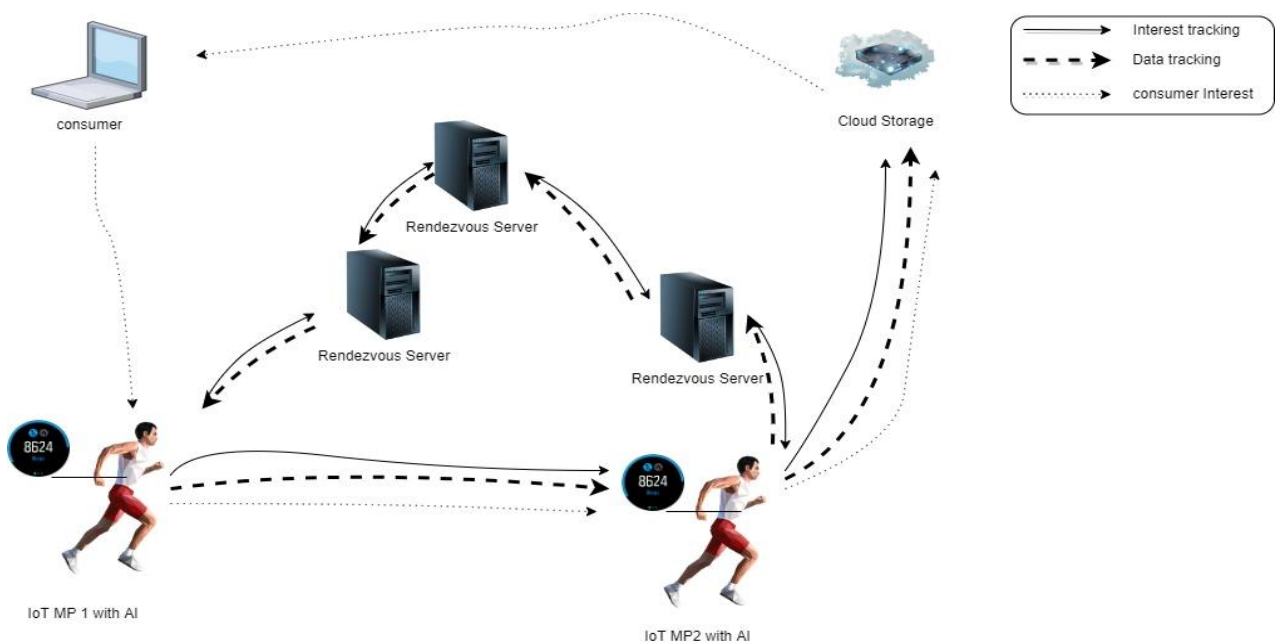 Interest tracking
Data tracking
consumer Interest
consumer
Cloud Storage
Rendezvous Server
Rendezvous Server
Rendezvous Server
8624
8624
IoT MP 1 with AI
IoT MP2 with AI